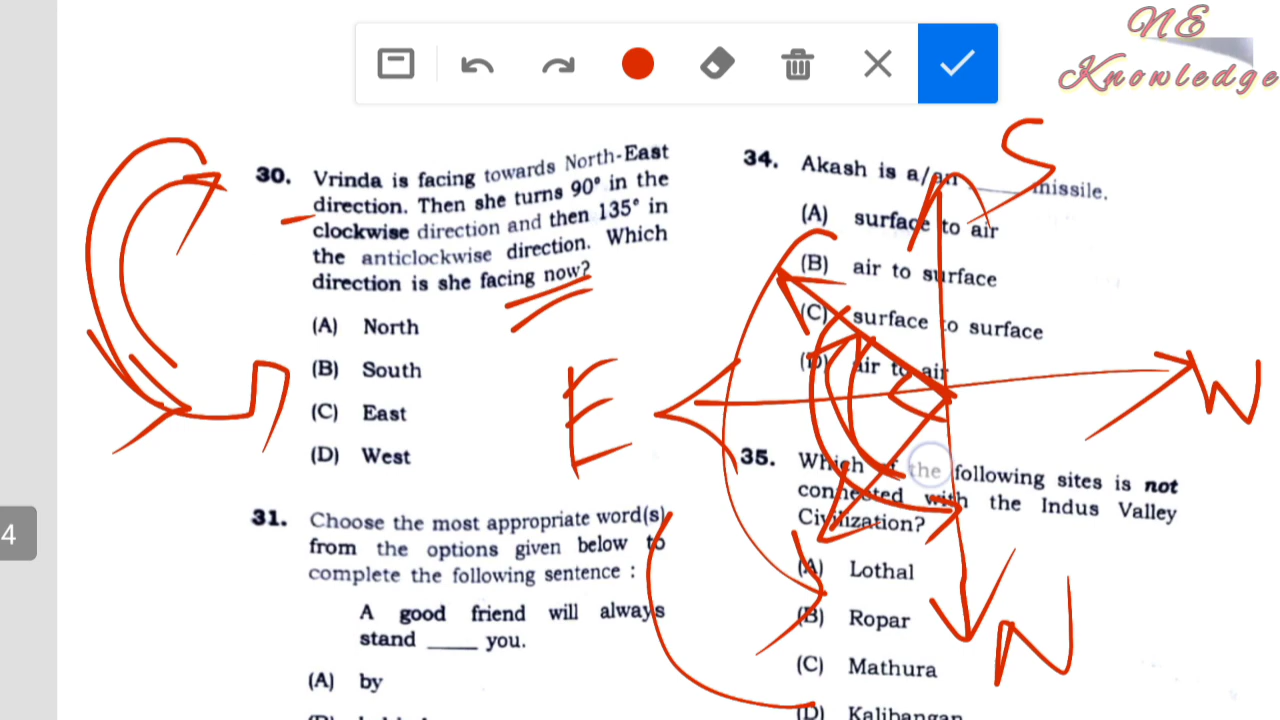 NE
Knowledge
4
30. Vrinda is facing towards North-East
direction. Then she turns 90° in the
clockwise direction and then 135° in
the anticlockwise direction. Which
direction is she facing now?
(A) North
(B) South
(C) East
(D) West
31. Choose the most appropriate word(s)
from the options given below to
complete the following sentence :
A good friend will always
stand ____ you.
(A) by
34. Akash is a/an ____ missile.
(A) surface to air
(B) air to surface
(C) surface to surface
(D) air to air
35. Which of the following sites is not
connected with the Indus Valley
Civilization?
(A) Lothal
(B) Ropar
(C) Mathura
(D) Kalibangan
S
E
W
N